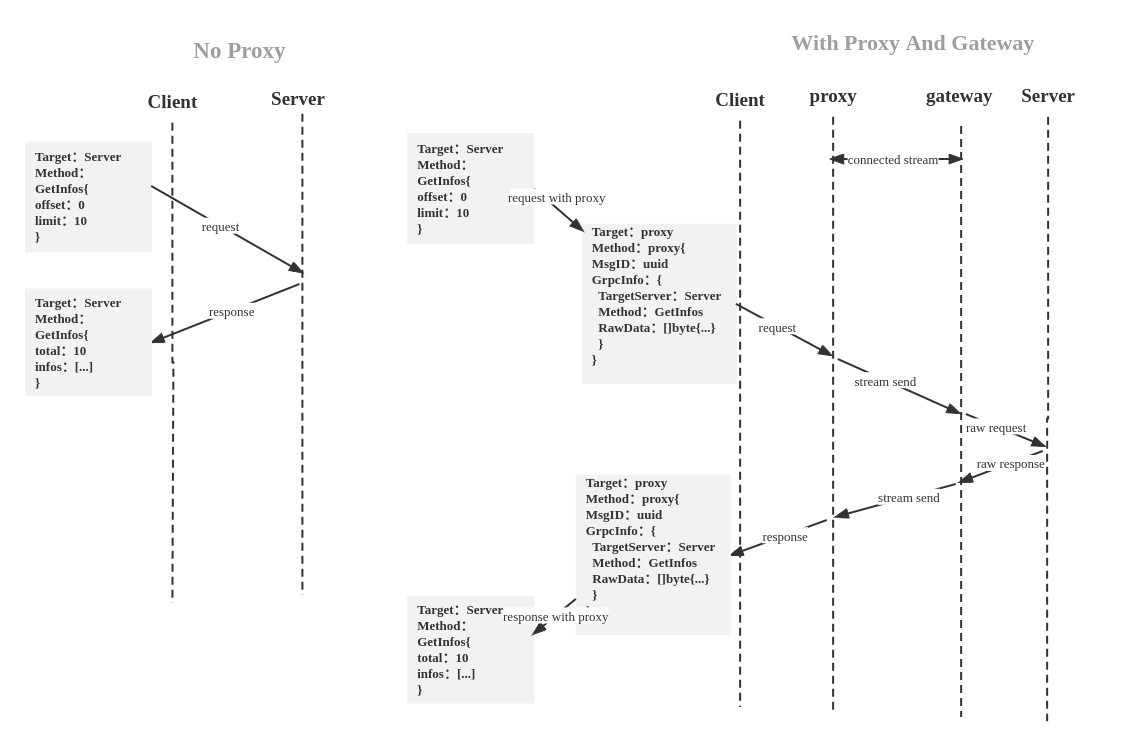 No Proxy
Client
Server
Target：Server
Method：
GetInfos{
offset：0
limit：10
}
request
response
Target：Server
Method：
GetInfos{
total：10
infos：[...]
}
With Proxy And Gateway
Client
proxy
gateway
Server
connected stream
Target：Server
Method：
GetInfos{
offset：0
limit：10
}
request with proxy
Target：proxy
Method：proxy{
MsgID：uuid
GrpcInfo：{
TargetServer：Server
Method：GetInfos
RawData：[]byte{...}
}
}
request
stream send
raw request
raw response
stream send
response
Target：proxy
Method：proxy{
MsgID：uuid
GrpcInfo：{
TargetServer：Server
Method：GetInfos
RawData：[]byte{...}
}
response with proxy
Target：Server
Method：
GetInfos{
total：10
infos：[...]
}